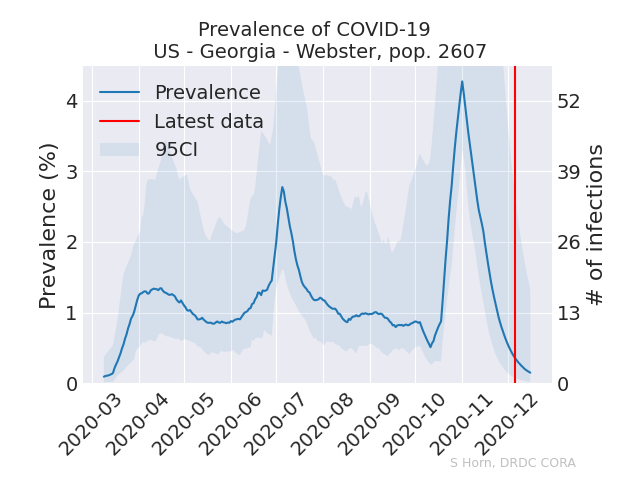 Prevalence of COVID-19
US - Georgia - Webster, pop. 2607
Prevalence
Latest data
95CI
Prevalence (%)
4
3
2
1
0
52
39
26
13
0
# of infections
2020-03
2020-04
2020-05
2020-06
2020-07
2020-08
2020-09
2020-10
2020-11
2020-12
S Horn, DRDC CORA